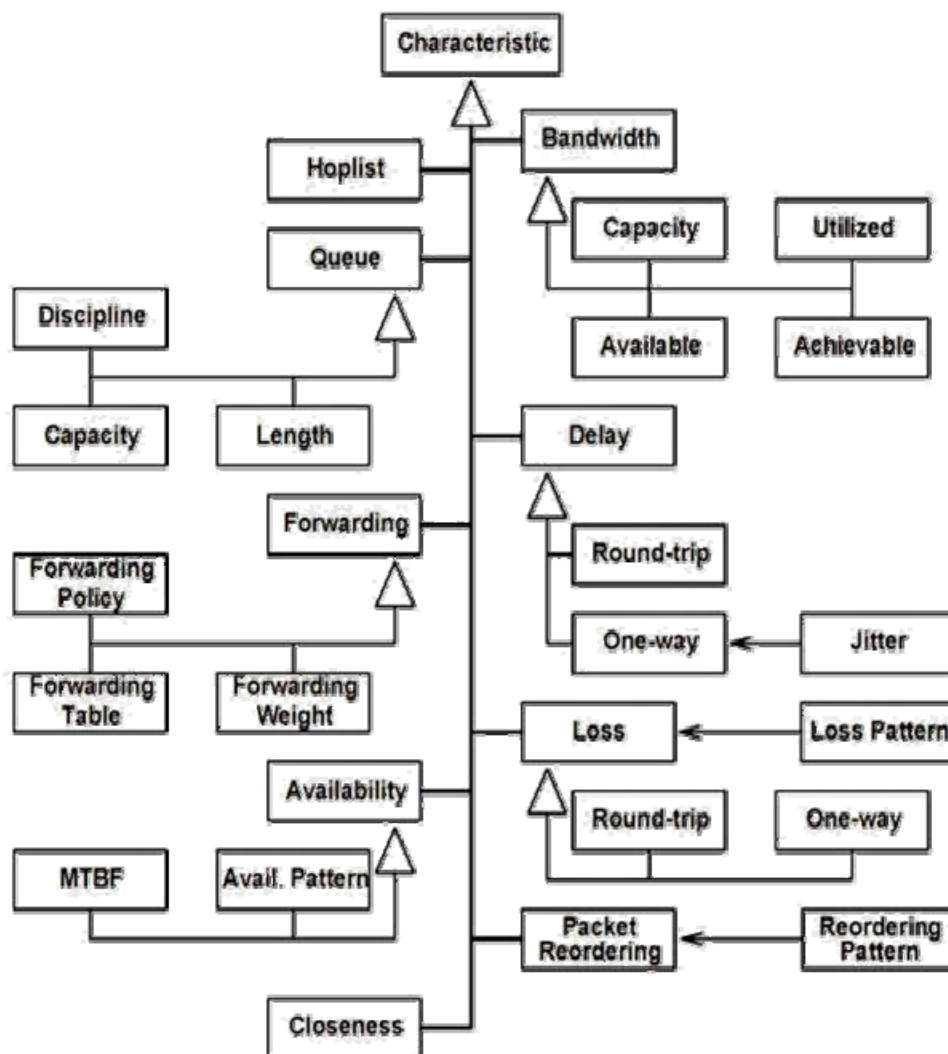 Characteristic
Hoplist
Bandwidth
Queue
Capacity
Utilized
Discipline
Available
Achievable
Capacity
Length
Delay
Forwarding
Round-trip
Forwarding
Policy
One-way
Jitter
Forwarding
Table
Forwarding
Weight
Loss
Loss Pattern
Availability
Round-trip
One-way
MTBF
Avail. Pattern
Packet
Reordering
Reordering
Pattern
Closeness